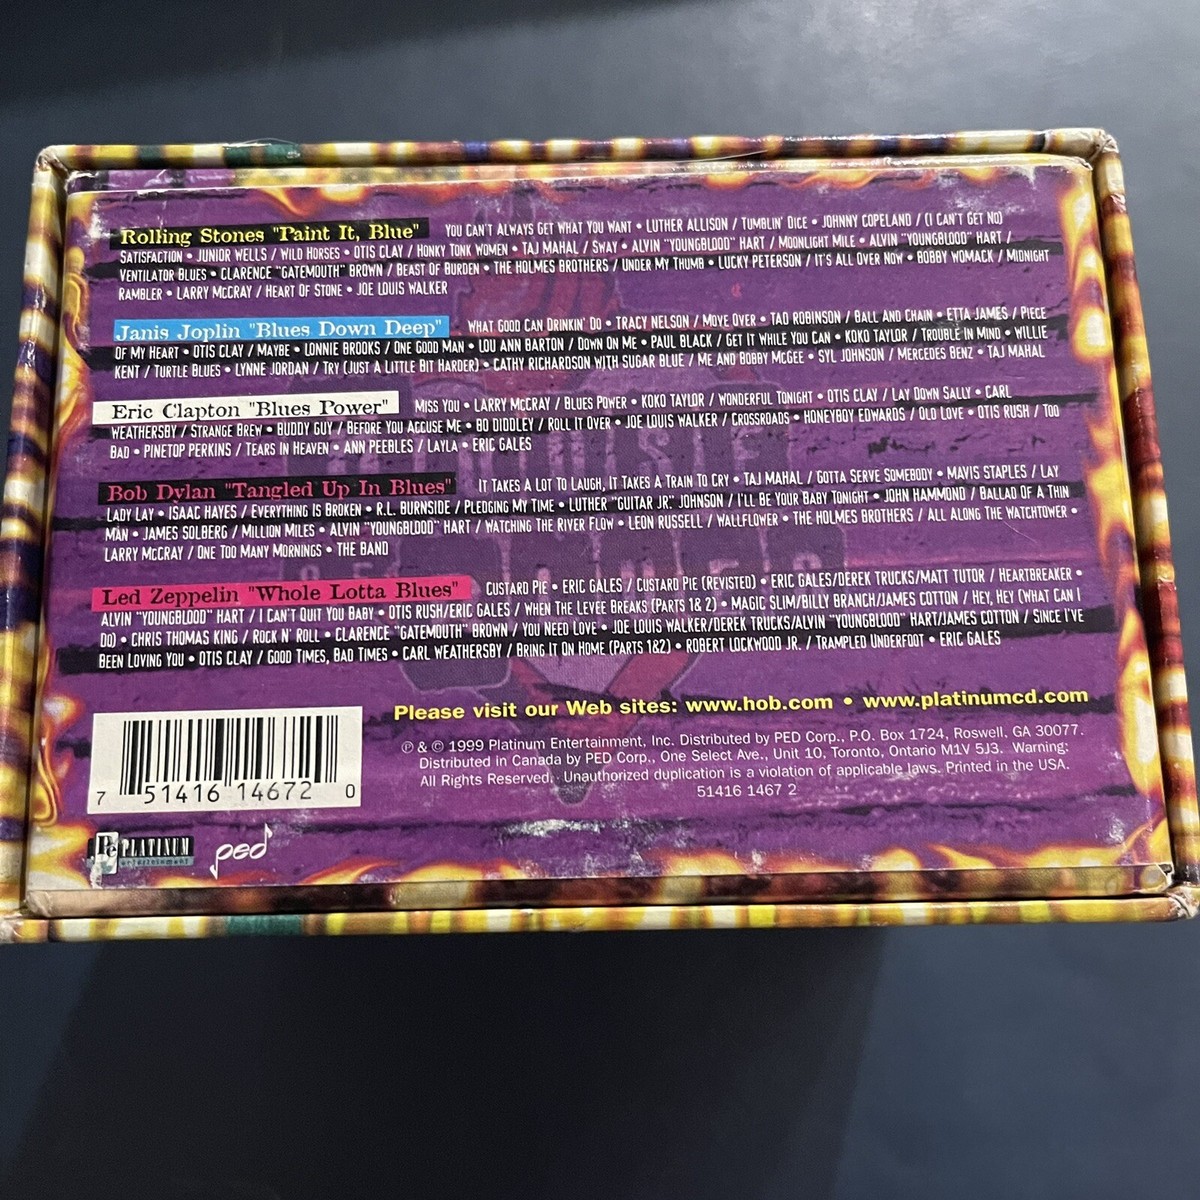 Rolling Stones "Paint It, Blue" YOU CAN'T ALWAYS GET WHAT YOU WANT • LUTHER ALLISON / TUMBLIN' DICE • JOHNNY COPELAND / (I CAN'T GET NO)
SATISFACTION • JUNIOR WELLS / WILD HORSES • OTIS CLAY / HONKY TONK WOMEN • TAJ MAHAL / SWAY • ALVIN "YOUNGBLOOD" HART / MOONLIGHT MILE • ALVIN "YOUNGBLOOD" HART /
VENTILATOR BLUES • CLARENCE "GATEMOUTH" BROWN / BEAST OF BURDEN • THE HOLMES BROTHERS / UNDER MY THUMB • LUCKY PETERSON / IT'S ALL OVER NOW • BOBBY WOMACK / MIDNIGHT
RAMBLER • LARRY MCCRAY / HEART OF STONE • JOE LOUIS WALKER
Janis Joplin "Blues Down Deep" WHAT GOOD CAN DRINKIN' DO • TRACY NELSON / MOVE OVER • TAD ROBINSON / BALL AND CHAIN • ETTA JAMES / PIECE
OF MY HEART • OTIS CLAY / MAYBE • LONNIE BROOKS / ONE GOOD MAN • LOU ANN BARTON / DOWN ON ME • PAUL BLACK / GET IT WHILE YOU CAN • KOKO TAYLOR / TROUBLE IN MIND • WILLIE
KENT / TURTLE BLUES • LYNNE JORDAN / TRY (JUST A LITTLE BIT HARDER) • CATHY RICHARDSON WITH SUGAR BLUE / ME AND BOBBY MCGEE • SYL JOHNSON / MERCEDES BENZ • TAJ MAHAL
Eric Clapton "Blues Power" MISS YOU • LARRY MCCRAY / BLUES POWER • KOKO TAYLOR / WONDERFUL TONIGHT • OTIS CLAY / LAY DOWN SALLY • CARL
WEATHERSBY / STRANGE BREW • BUDDY GUY / BEFORE YOU ACCUSE ME • BO DIDDLEY / ROLL IT OVER • JOE LOUIS WALKER / CROSSROADS • HONEYBOY EDWARDS / OLD LOVE • OTIS RUSH / TOO
BAD • PINETOP PERKINS / TEARS IN HEAVEN • ANN PEEBLES / LAYLA • ERIC GALES
Bob Dylan "Tangled Up In Blues" IT TAKES A LOT TO LAUGH, IT TAKES A TRAIN TO CRY • TAJ MAHAL / GOTTA SERVE SOMEBODY • MAVIS STAPLES / LAY
LADY LAY • ISAAC HAYES / EVERYTHING IS BROKEN • R.L. BURNSIDE / PLEDGING MY TIME • LUTHER "GUITAR JR." JOHNSON / I'LL BE YOUR BABY TONIGHT • JOHN HAMMOND / BALLAD OF A THIN
MAN • JAMES SOLBERG / MILLION MILES • ALVIN "YOUNGBLOOD" HART / WATCHING THE RIVER FLOW • LEON RUSSELL / WALLFLOWER • THE HOLMES BROTHERS / ALL ALONG THE WATCHTOWER •
LARRY MCCRAY / ONE TOO MANY MORNINGS • THE BAND
Led Zeppelin "Whole Lotta Blues" CUSTARD PIE • ERIC GALES / CUSTARD PIE (REVISTED) • ERIC GALES/DEREK TRUCKS/MATT TUTOR / HEARTBREAKER •
ALVIN "YOUNGBLOOD" HART / I CAN'T QUIT YOU BABY • OTIS RUSH/ERIC GALES / WHEN THE LEVEE BREAKS (PARTS 1& 2) • MAGIC SLIM/BILLY BRANCH/JAMES COTTON / HEY, HEY (WHAT CAN I
DO) • CHRIS THOMAS KING / ROCK N' ROLL • CLARENCE "GATEMOUTH" BROWN / YOU NEED LOVE • JOE LOUIS WALKER/DEREK TRUCKS/ALVIN "YOUNGBLOOD" HART/JAMES COTTON / SINCE I'VE
BEEN LOVING YOU • OTIS CLAY / GOOD TIMES, BAD TIMES • CARL WEATHERSBY / BRING IT ON HOME (PARTS 1&2) • ROBERT LOCKWOOD JR. / TRAMPLED UNDERFOOT • ERIC GALES
Please visit our Web sites: www.hob.com • www.platinumcd.com
℗ & © 1999 Platinum Entertainment, Inc. Distributed by PED Corp., P.O. Box 1724, Roswell, GA 30077.
Distributed in Canada by PED Corp., One Select Ave., Unit 10, Toronto, Ontario M1V 5J3. Warning:
All Rights Reserved. Unauthorized duplication is a violation of applicable laws. Printed in the USA.
51416 1467 2
7 51416 14672 0
PLATINUM
entertainment
ped